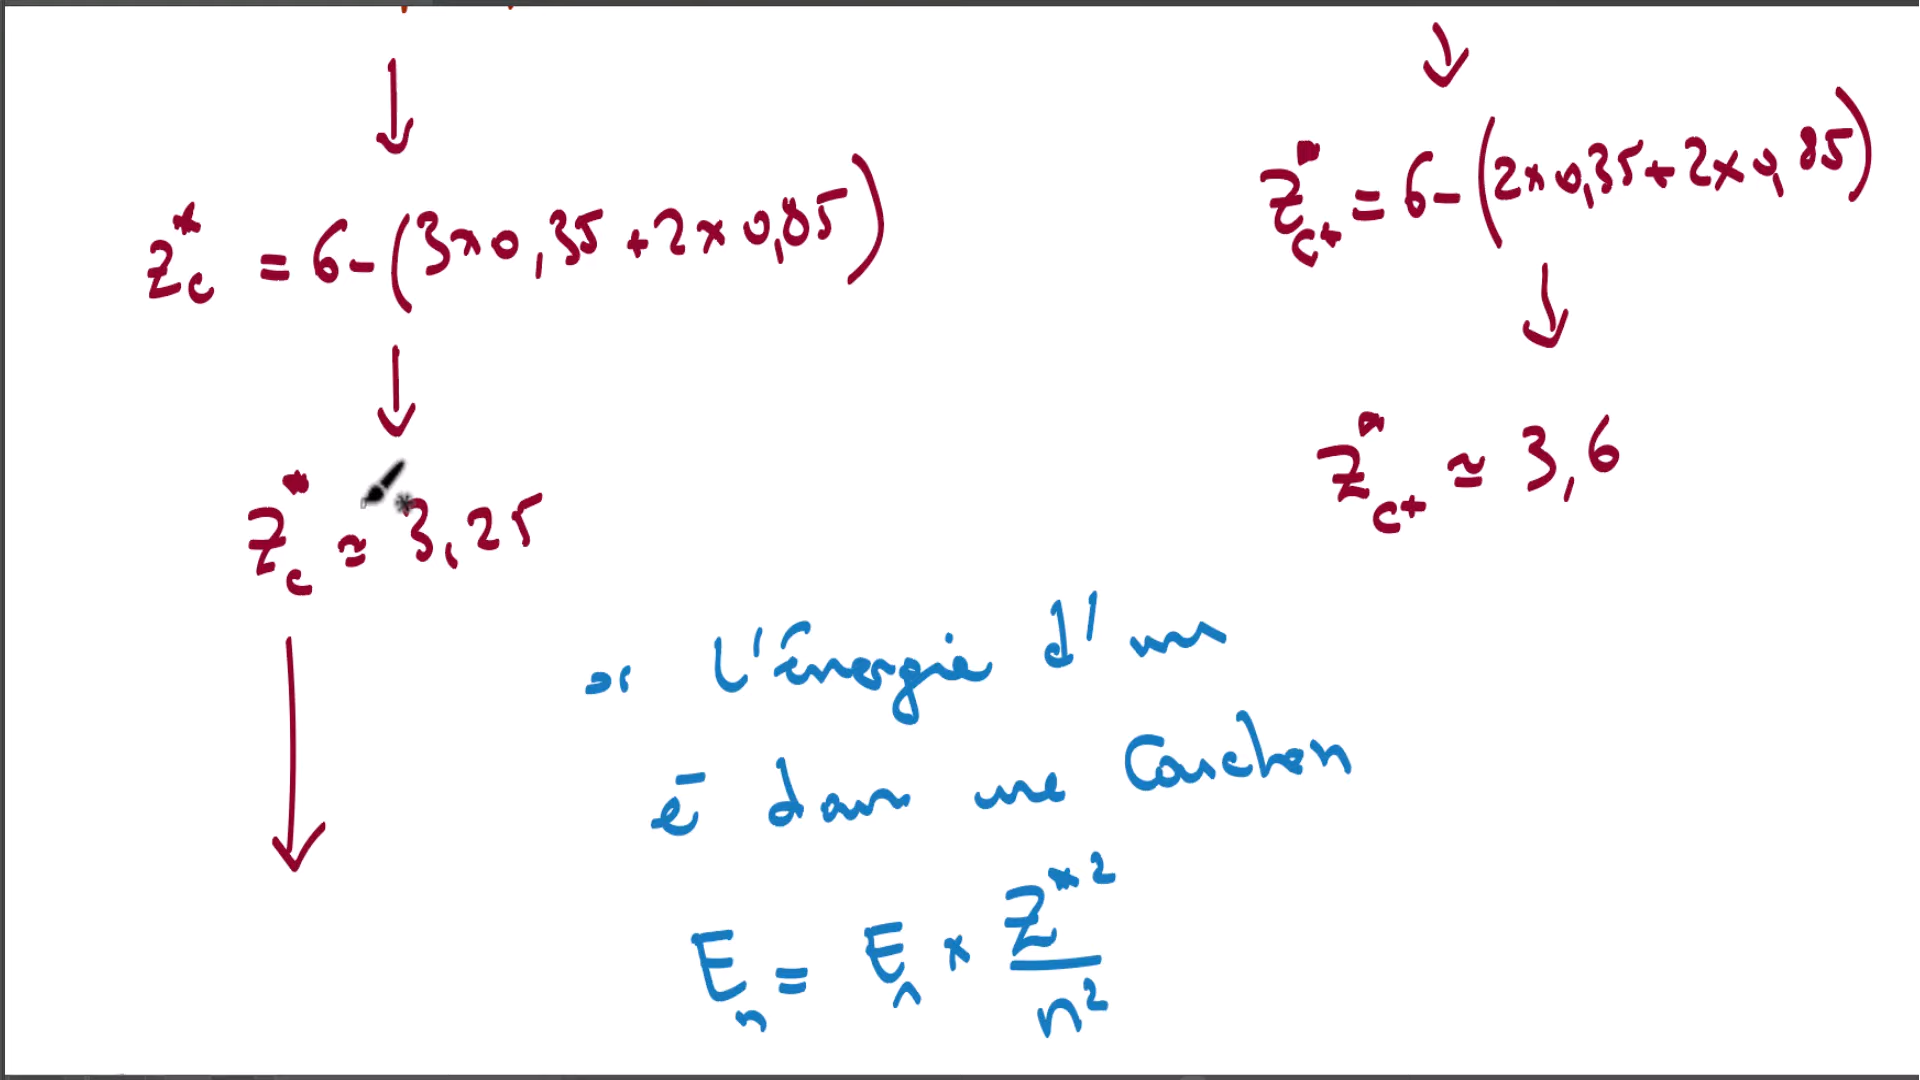 Z*c = 6-(3×0,35+2×0,85)
Z*c+ = 6-(2×0,35+2×0,85)
Z*c+ ≃ 3,6
Z*c ≃ 3,25
L'énergie d'un
e- dans une Couche n
En = E1 × Z*2/n2